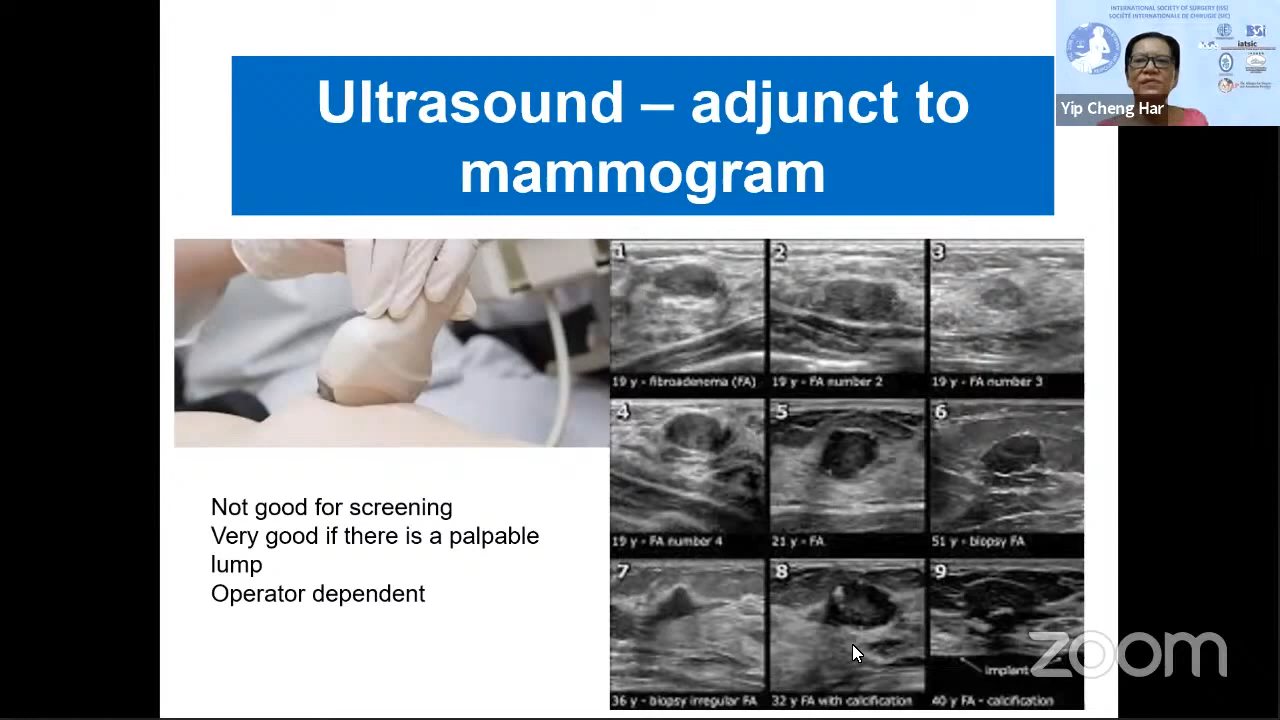 INTERNATIONAL SOCIETY OF SURGERY (ISS)
SOCIÉTÉ INTERNATIONALE DE CHIRURGIE (SIC)
BSI
iatsic
Yip Cheng Har
Ultrasound – adjunct to
mammogram
1
2
3
19 y - fibroadenoma (FA)
19 y - FA number 2
19 y - FA number 3
4
5
6
19 y - FA number 4
21 y - FA
51 y - biopsy FA
7
8
9
implant
36 y - biopsy irregular FA
32 y FA with calcification
40 y FA - calcification
Not good for screening
Very good if there is a palpable
lump
Operator dependent
zoom